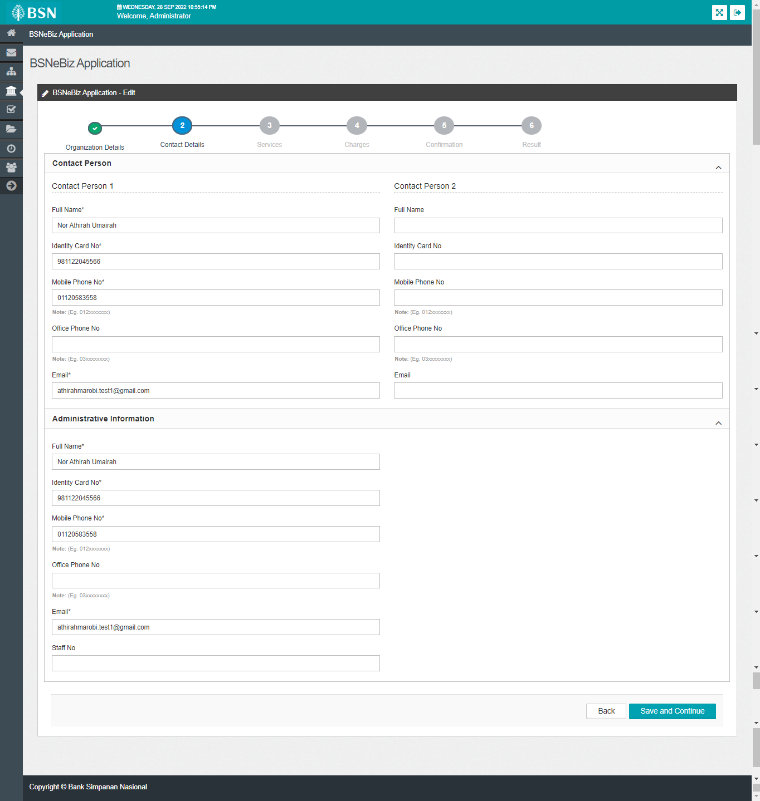 BSN
WEDNESDAY, 28 SEP 2022 10:55:14 PM
Welcome, Administrator
BSNeBiz Application
BSNeBiz Application
BSNeBiz Application - Edit
2 3 4 5 6
Organization Details Contact Details Services Charges Confirmation Result
Contact Person
Contact Person 1
Full Name*
Nor Athirah Umairah
Identity Card No*
981122045566
Mobile Phone No*
01120583558
Note: (Eg. 012xxxxxxx)
Office Phone No
Note: (Eg. 03xxxxxxxx)
Email*
athirahmarobi.test1@gmail.com
Contact Person 2
Full Name
Identity Card No
Mobile Phone No
Note: (Eg. 012xxxxxxx)
Office Phone No
Note: (Eg. 03xxxxxxxx)
Email
Administrative Information
Full Name*
Nor Athirah Umairah
Identity Card No*
981122045566
Mobile Phone No*
01120583558
Note: (Eg. 012xxxxxxx)
Office Phone No
Note: (Eg. 03xxxxxxxx)
Email*
athirahmarobi.test1@gmail.com
Staff No
Back Save and Continue
Copyright © Bank Simpanan Nasional